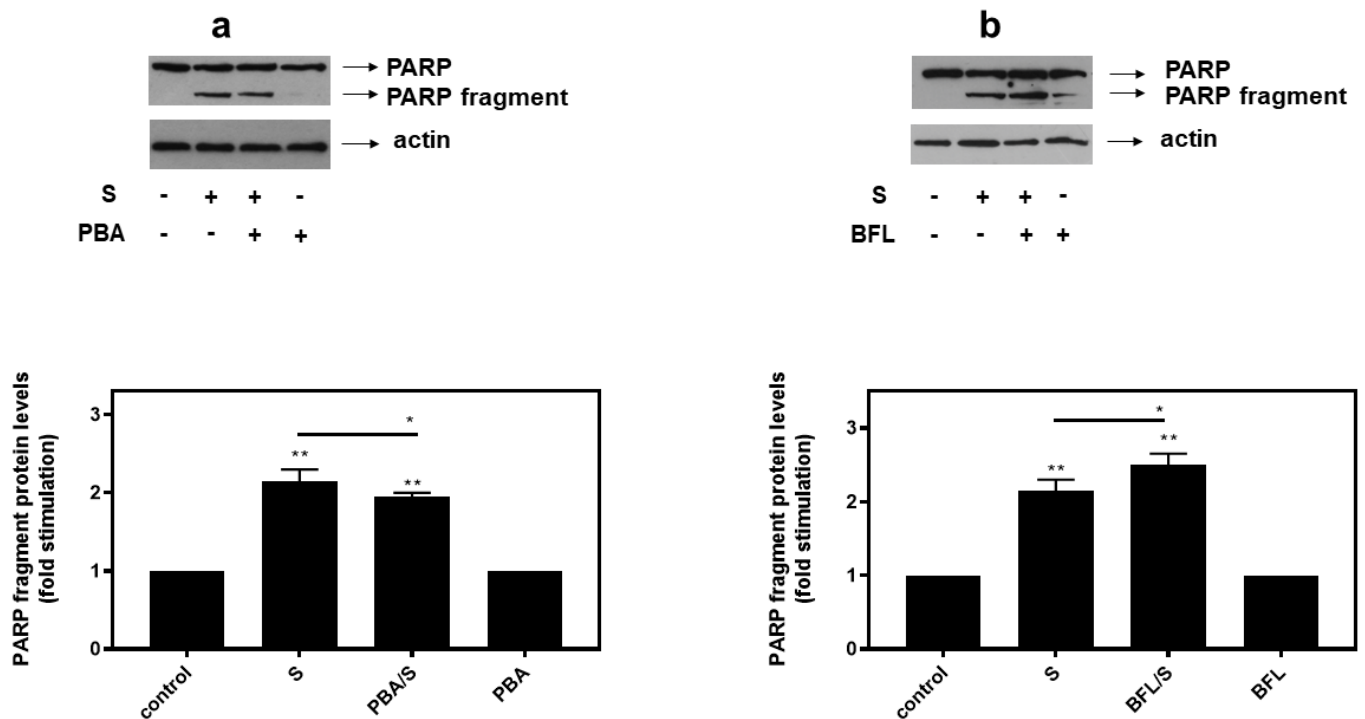 a
PARP
PARP fragment
actin
S - + + -
PBA - - + +
PARP fragment protein levels
(fold stimulation)
3
2
1
0
*
**
**
control
S
PBA/S
PBA
b
PARP
PARP fragment
actin
S - + + -
BFL - - + +
PARP fragment protein levels
(fold stimulation)
3
2
1
0
*
**
**
control
S
BFL/S
BFL